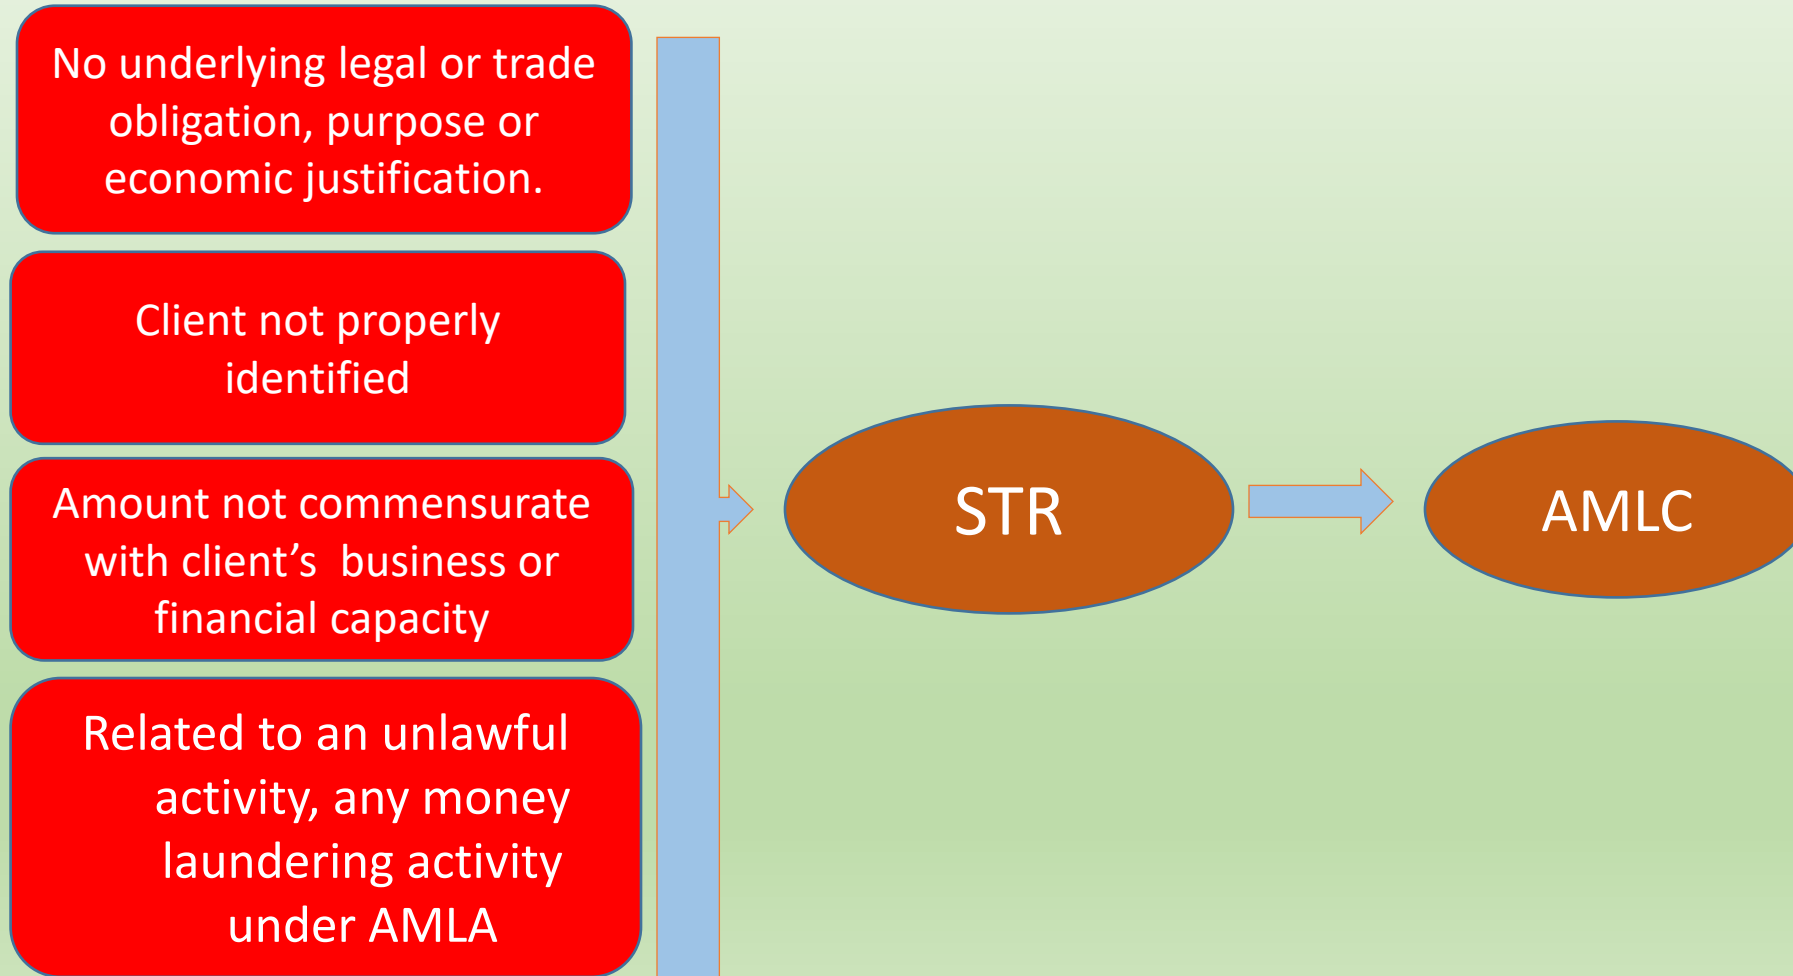 No underlying legal or trade
obligation, purpose or
economic justification.
Client not properly
identified
Amount not commensurate
with client’s  business or
financial capacity
Related to an unlawful
activity, any money
laundering activity
under AMLA
STR
AMLC